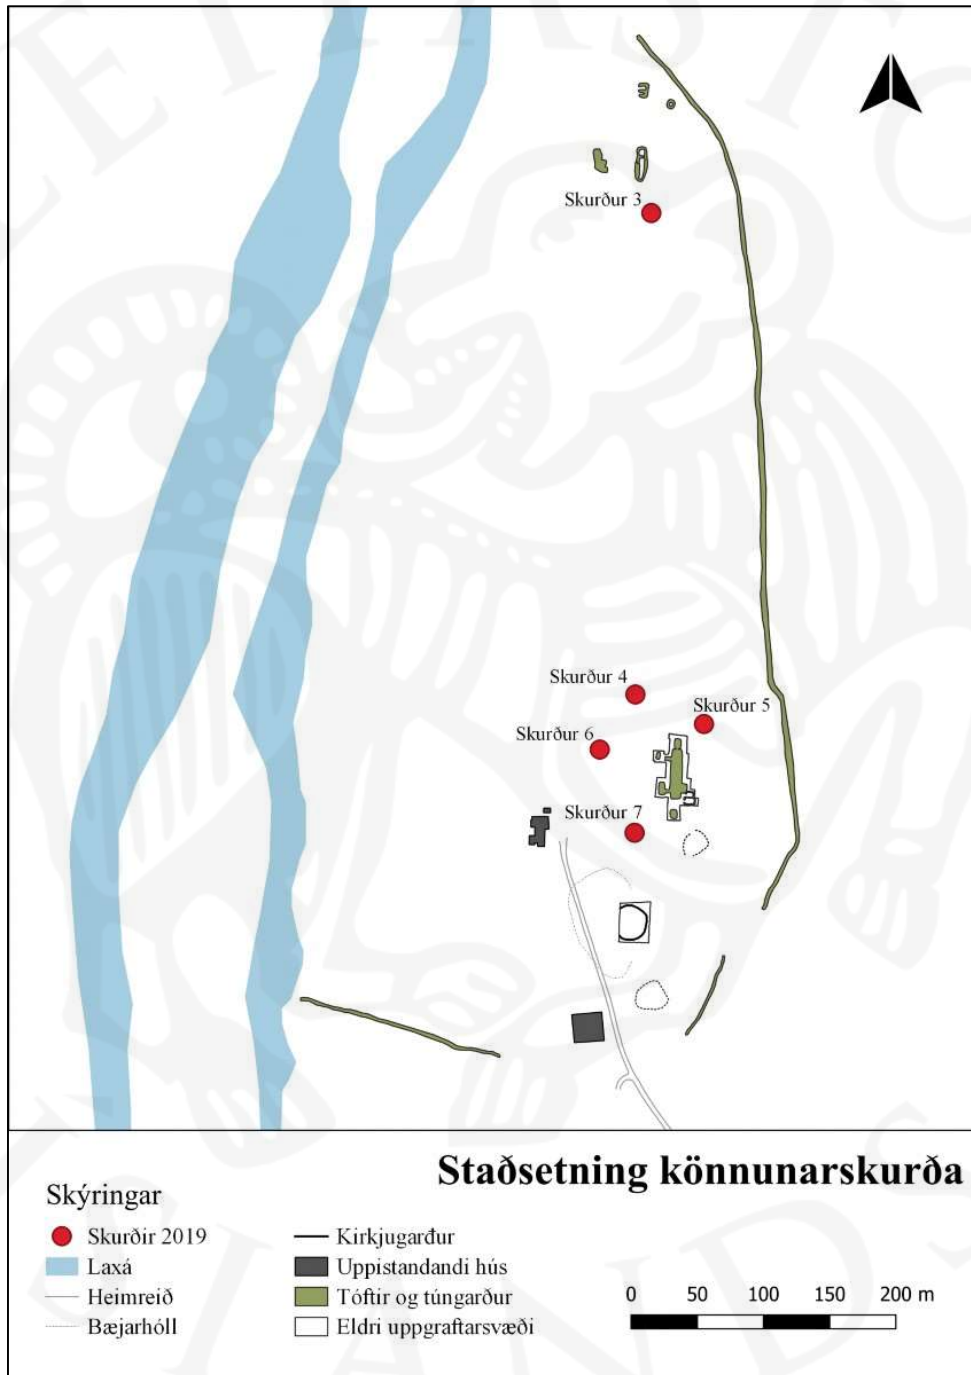 Skurður 3
Skurður 4
Skurður 5
Skurður 6
Skurður 7
Staðsetning könnunarskurða
Skýringar
Skurðir 2019
Laxá
Heimreið
Bæjarhóll
Kirkjugarður
Uppistandandi hús
Tóftir og túngarður
Eldri uppgraftarsvæði
0 50 100 150 200 m